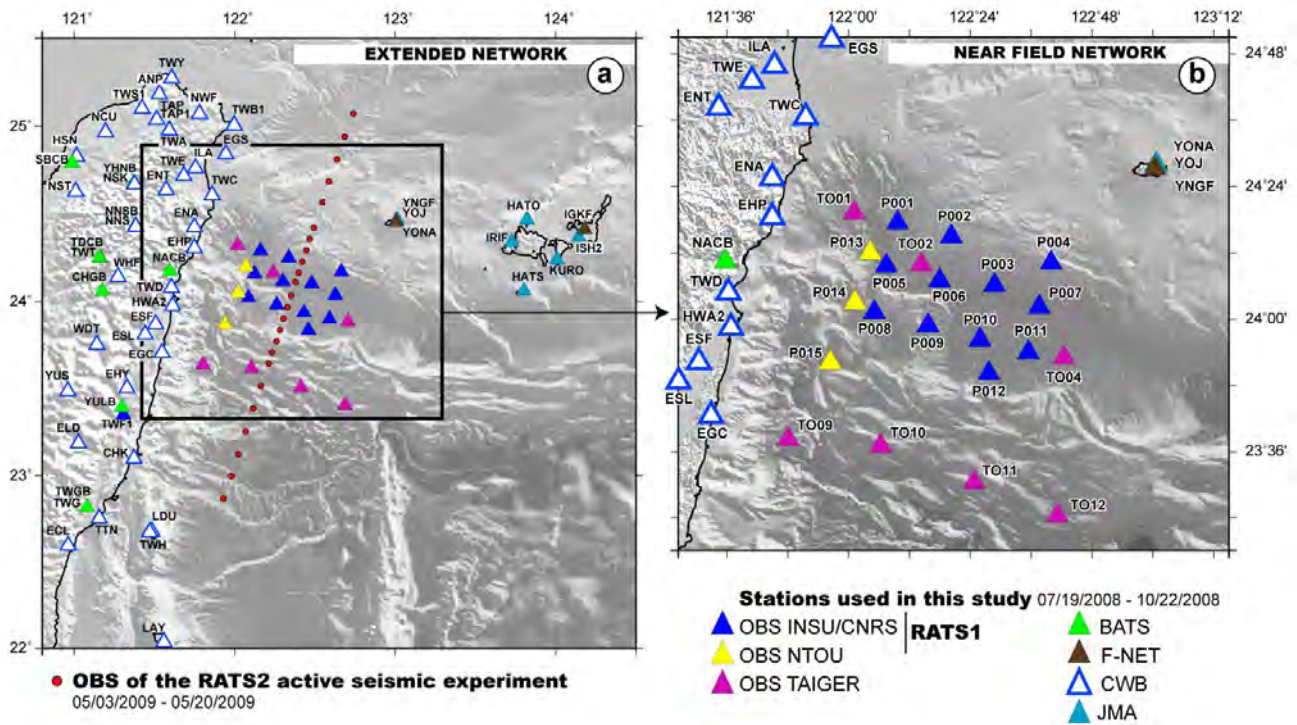 121° 122° 123° 124°
EXTENDED NETWORK
a
TWY
ANP
TWS1
TAP
TAP1
NWF
TWB1
NCU
TWA
EGS
HSN
SBCB
YHNB
NSK
TWE
ILA
ENT
TWC
NST
NNSB
NNS
ENA
EHP
TDCB
TWT
WHF
NACB
CHGB
TWD
HWA2
ESF
ESL
WDT
EGC
YUS
EHY
YULB
TWF1
ELD
CHK
TWGB
TWG
ECL
TTN
LDU
TWH
LAY
YNGF
YOJ
YONA
HATO
IGKF
IRIF
ISH2
KURO
HATS
25°
24°
23°
22°
121°36' 122°00' 122°24' 122°48' 123°12'
NEAR FIELD NETWORK
b
24°48'
24°24'
24°00'
23°36'
ILA
EGS
TWE
ENT
TWC
ENA
EHP
NACB
TWD
HWA2
ESF
ESL
EGC
YONA
YOJ
YNGF
TO01
P001
P002
P013
TO02
P004
P003
P005
P006
P014
P007
P008
P009
P010
P011
P015
P012
TO04
TO09
TO10
TO11
TO12
OBS of the RATS2 active seismic experiment
05/03/2009 - 05/20/2009
Stations used in this study 07/19/2008 - 10/22/2008
OBS INSU/CNRS
RATS1
OBS NTOU
OBS TAIGER
BATS
F-NET
CWB
JMA